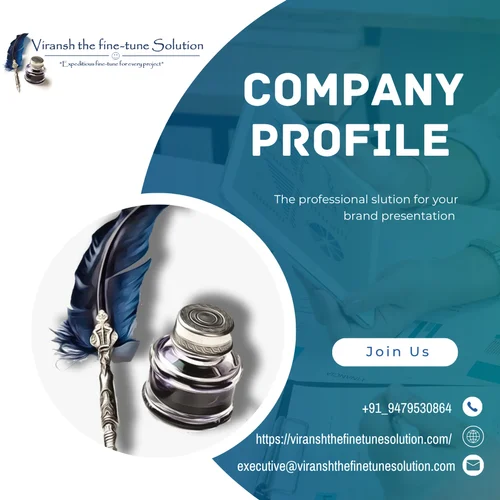 Viransh the fine-tune Solution
"Expeditious fine-tune for every project"
COMPANY
PROFILE
The professional slution for your
brand presentation
Join Us
+91_9479530864
https://viranshthefinetunesolution.com/
executive@viranshthefinetunesolution.com